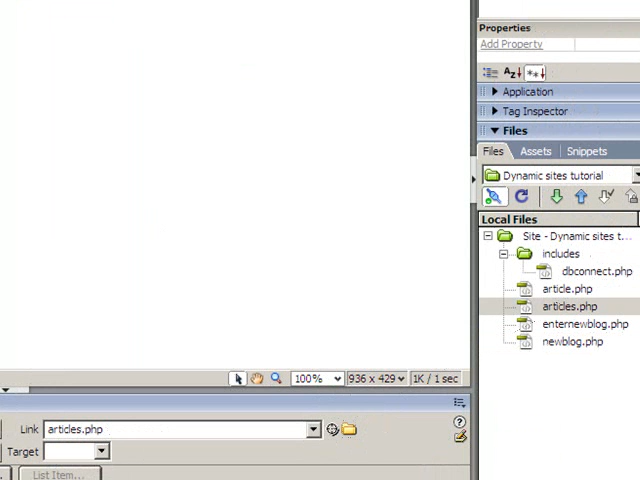 Properties
Add Property
Application
Tag Inspector
Files
Files Assets Snippets
Dynamic sites tutorial
Local Files
Site - Dynamic sites t...
includes
dbconnect.php
article.php
articles.php
enternewblog.php
newblog.php
100% 936 x 429 1K / 1 sec
Link articles.php
Target
List Item...